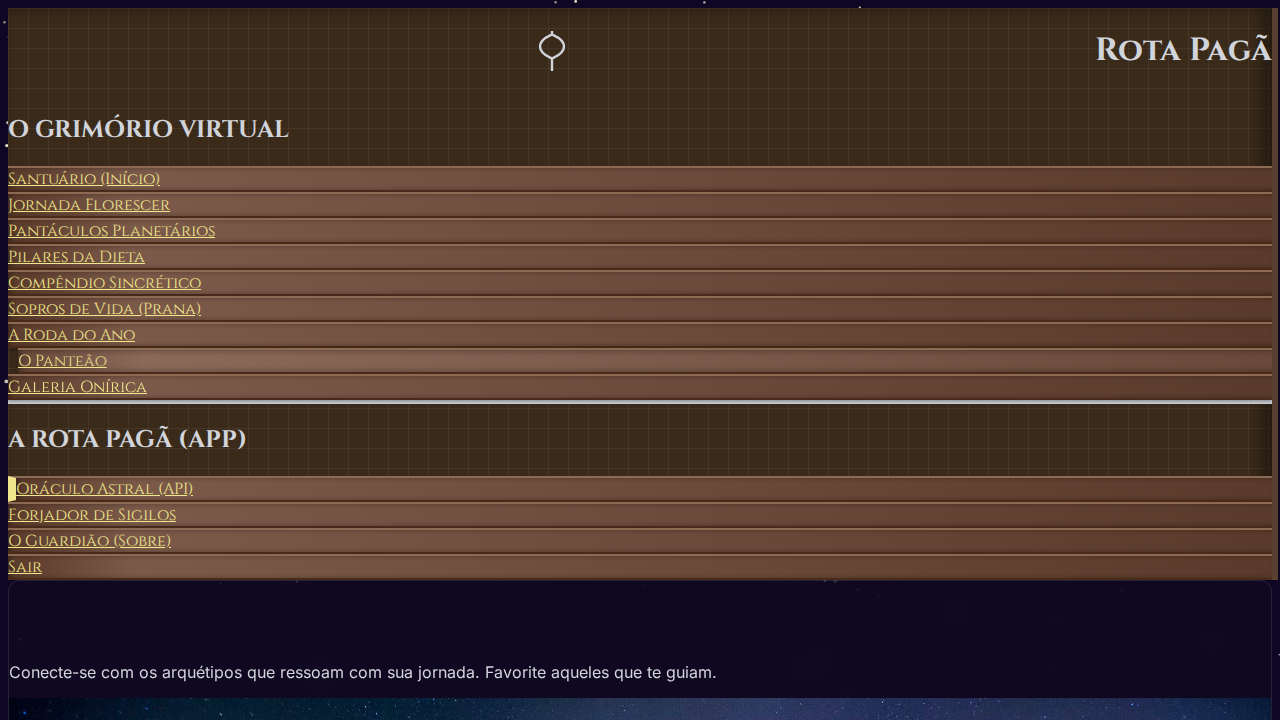 Rota Pagã
O GRIMÓRIO VIRTUAL
Santuário (Início)
Jornada Florescer
Pantáculos Planetários
Pilares da Dieta
Compêndio Sincrético
Sopros de Vida (Prana)
A Roda do Ano
O Panteão
Galeria Onírica
A ROTA PAGÃ (APP)
Oráculo Astral (API)
Forjador de Sigilos
O Guardião (Sobre)
Sair
Conecte-se com os arquétipos que ressoam com sua jornada. Favorite aqueles que te guiam.